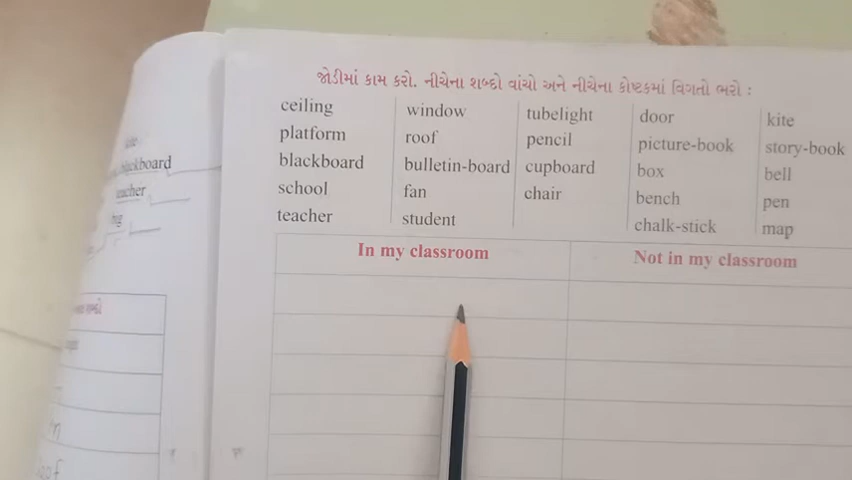 જોડીમાં કામ કરો. નીચેના શબ્દો વાંચો અને નીચેના કોષ્ટકમાં વિગતો ભરો :
ceiling window tubelight door kite
platform roof pencil picture-book story-book
blackboard bulletin-board cupboard box bell
school fan chair bench pen
teacher student chalk-stick map
In my classroom Not in my classroom
blackboard
teacher